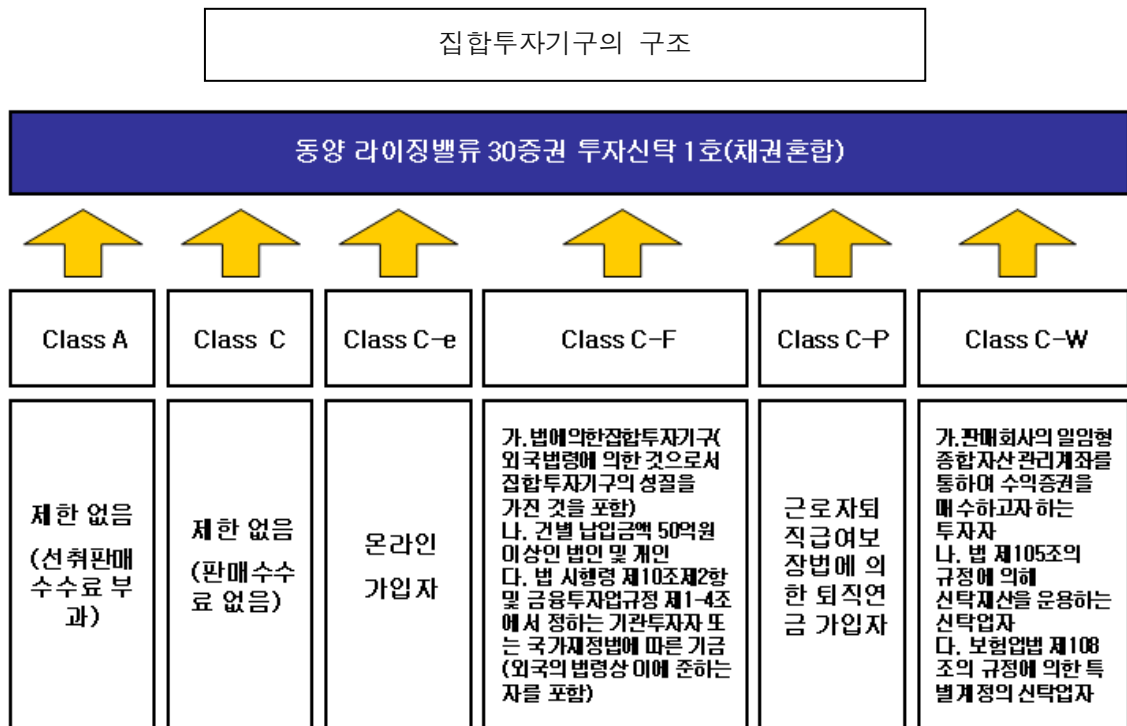 집합투자기구의 구조
동양 라이징밸류 30증권 투자신탁 1호(채권혼합)
Class A
Class C
Class C-e
Class C-F
Class C-P
Class C-W
제한 없음
(선취판매
수수료 부
과)
제한 없음
(판매수수
료 없음)
온라인
가입자
가. 법에의한집합투자기구(
외국법령에 의한 것으로서
집합투자기구의 성질을
가진 것을 포함)
나. 건별 납입금액 50억원
이상인 법인 및 개인
다. 법 시행령 제10조제2항
및 금융투자업규정 제1-4조
에서 정하는 기관투자자 또
는 국가재정법에 따른 기금
(외국의 법령상 이에 준하는
자를 포함)
근로자퇴
직급여보
장법에 의
한 퇴직연
금 가입자
가.판매회사의 일임형
종합자산관리계좌를
통하여 수익증권을
매수하고자 하는
투자자
나. 법 제105조의
규정에 의해
신탁재산을 운용하는
신탁업자
다. 보험업법 제108
조의 규정에 의한 특
별계정의 신탁업자